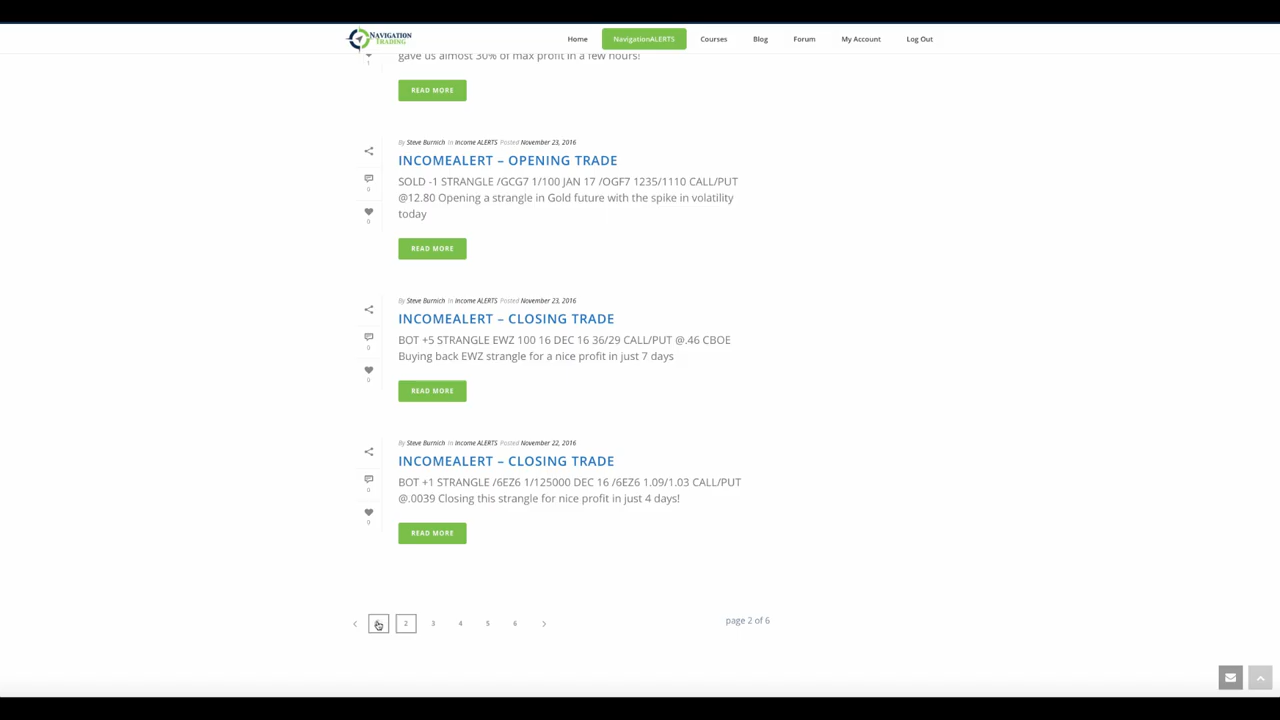 NAVIGATION
TRADING
Home
NavigationALERTS
Courses
Blog
Forum
My Account
Log Out
gave us almost 30% of max profit in a few hours!
1
READ MORE
By Steve Burnich In Income ALERTS Posted November 23, 2016
INCOMEALERT – OPENING TRADE
SOLD -1 STRANGLE /GCG7 1/100 JAN 17 /OGF7 1235/1110 CALL/PUT
@12.80 Opening a strangle in Gold future with the spike in volatility
today
0
0
READ MORE
By Steve Burnich In Income ALERTS Posted November 23, 2016
INCOMEALERT – CLOSING TRADE
BOT +5 STRANGLE EWZ 100 16 DEC 16 36/29 CALL/PUT @.46 CBOE
Buying back EWZ strangle for a nice profit in just 7 days
0
0
READ MORE
By Steve Burnich In Income ALERTS Posted November 22, 2016
INCOMEALERT – CLOSING TRADE
BOT +1 STRANGLE /6EZ6 1/125000 DEC 16 /6EZ6 1.09/1.03 CALL/PUT
@.0039 Closing this strangle for nice profit in just 4 days!
0
0
READ MORE
2 3 4 5 6
page 2 of 6